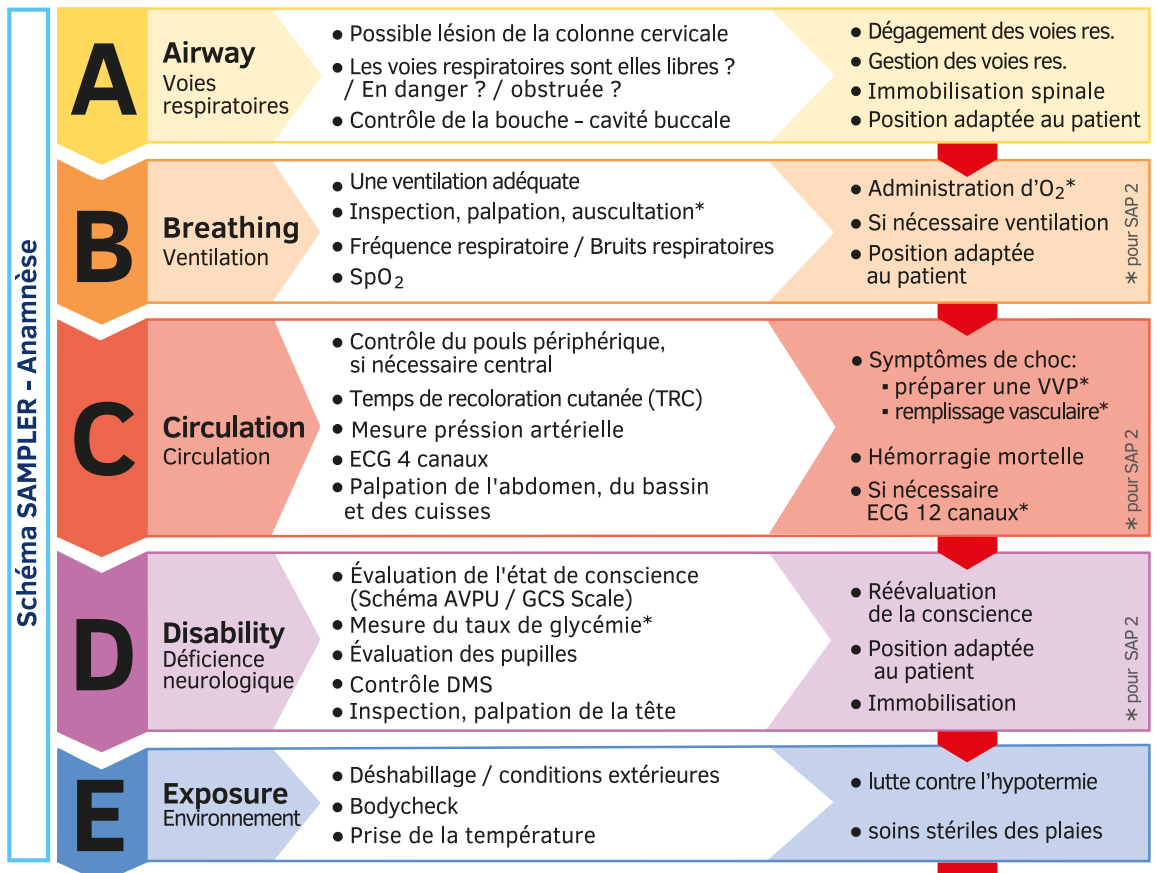 Schéma SAMPLER - Anamnèse
A
Airway
Voies
respiratoires
● Possible lésion de la colonne cervicale
● Les voies respiratoires sont elles libres ?
/ En danger ? / obstruée ?
● Contrôle de la bouche - cavité buccale
● Dégagement des voies res.
● Gestion des voies res.
● Immobilisation spinale
● Position adaptée au patient
B
Breathing
Ventilation
● Une ventilation adéquate
● Inspection, palpation, auscultation*
● Fréquence respiratoire / Bruits respiratoires
● SpO₂
● Administration d'O₂*
● Si nécessaire ventilation
● Position adaptée
au patient
* pour SAP 2
C
Circulation
Circulation
● Contrôle du pouls périphérique,
si nécessaire central
● Temps de recoloration cutanée (TRC)
● Mesure préssion artérielle
● ECG 4 canaux
● Palpation de l'abdomen, du bassin
et des cuisses
● Symptômes de choc:
▪ préparer une VVP*
▪ remplissage vasculaire*
● Hémorragie mortelle
● Si nécessaire
ECG 12 canaux*
* pour SAP 2
D
Disability
Déficience
neurologique
● Évaluation de l'état de conscience
(Schéma AVPU / GCS Scale)
● Mesure du taux de glycémie*
● Évaluation des pupilles
● Contrôle DMS
● Inspection, palpation de la tête
● Réévaluation
de la conscience
● Position adaptée
au patient
● Immobilisation
* pour SAP 2
E
Exposure
Environnement
● Déshabillage / conditions extérieures
● Bodycheck
● Prise de la température
● lutte contre l'hypotermie
● soins stériles des plaies